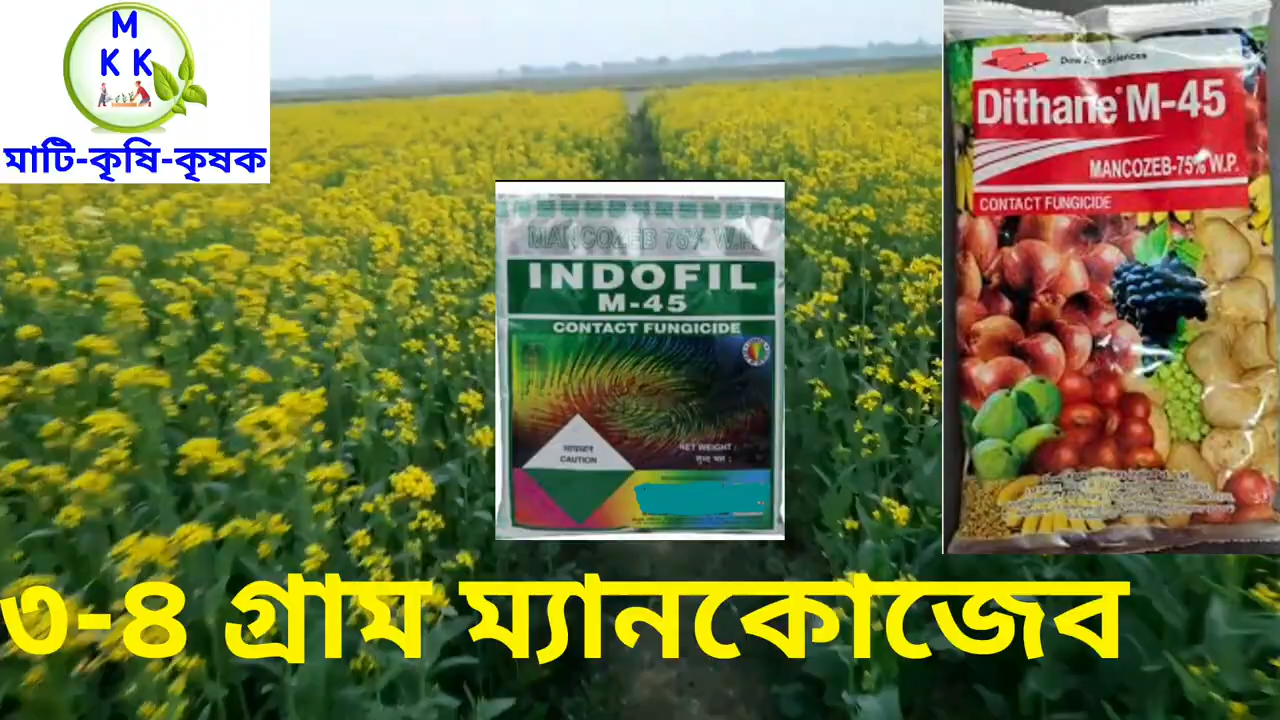 M
K K
মাটি-কৃষি-কৃষক
MANCOZEB 75% W.P.
INDOFIL
M-45
CONTACT FUNGICIDE
सावधान
CAUTION
NET WEIGHT :
शुद्ध भार :
Dow AgroSciences
Dithane M-45
MANCOZEB-75% W.P.
CONTACT FUNGICIDE
৩-৪ গ্রাম ম্যানকোজেব